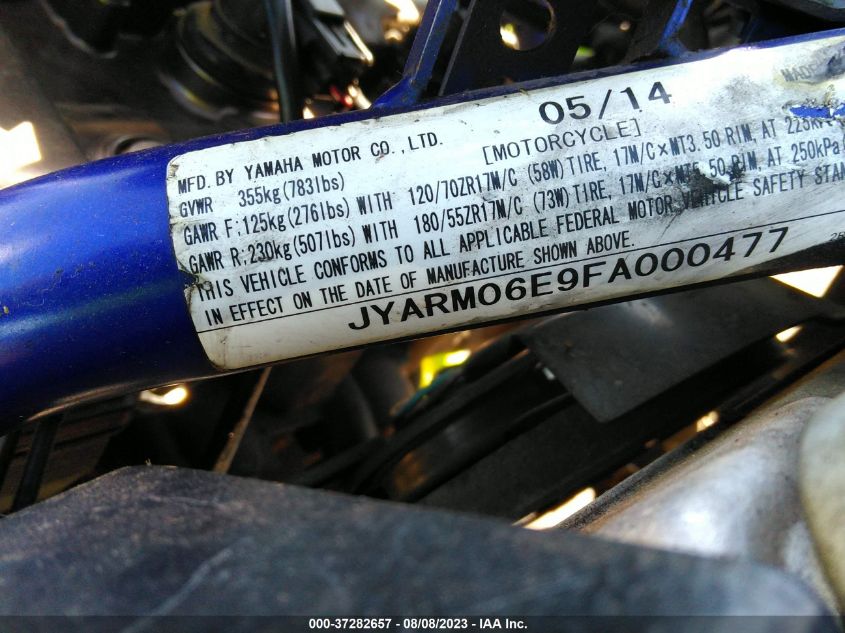 05/14
MFD. BY YAMAHA MOTOR CO.,LTD.
[MOTORCYCLE]
GVWR 355kg(783lbs)
GAWR F;125kg(276lbs) WITH 120/70ZR17M/C (58W) TIRE, 17M/C×MT3.50 RIM, AT
GAWR R;230kg(507lbs) WITH 180/55ZR17M/C (73W) TIRE, 17M/C× 50 RIM, AT 250kPa
THIS VEHICLE CONFORMS TO ALL APPLICABLE FEDERAL MOTOR VEHICLE SAFETY
IN EFFECT ON THE DATE OF MANUFACTURE SHOWN ABOVE.
JYARM06E9FA000477
000-37282657 - 08/08/2023 - IAA Inc.